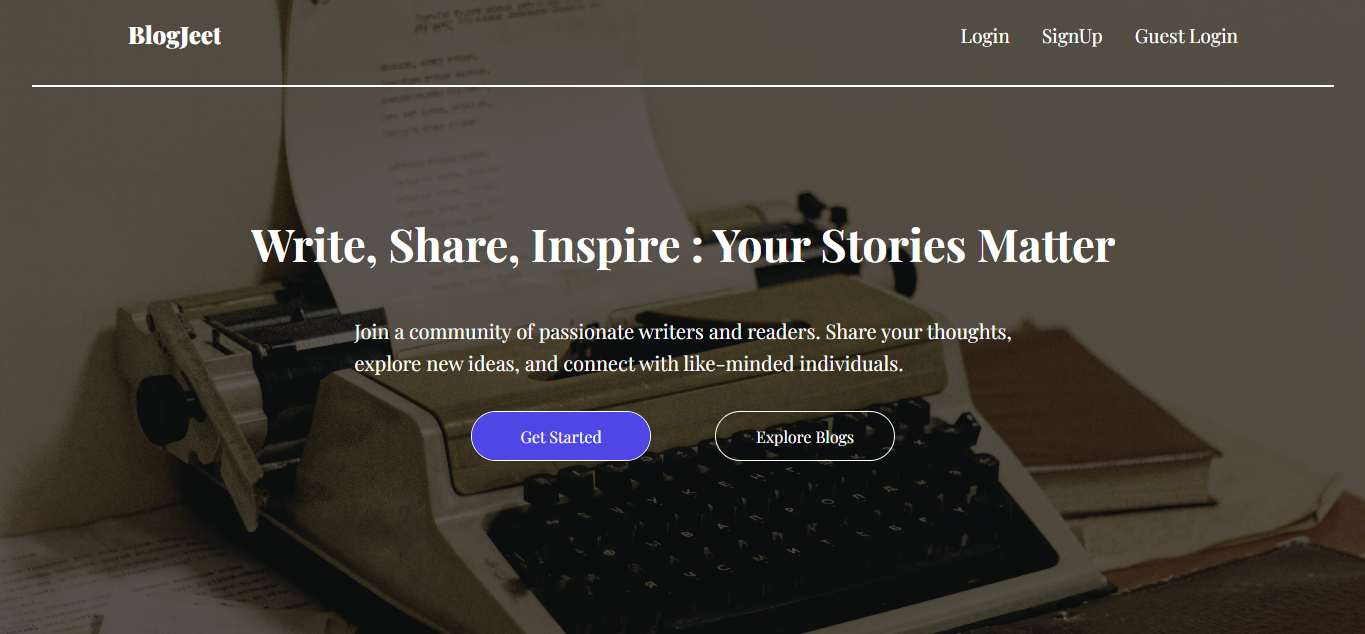 BlogJeet
Login
SignUp
Guest Login
Write, Share, Inspire : Your Stories Matter
Join a community of passionate writers and readers. Share your thoughts,
explore new ideas, and connect with like-minded individuals.
Get Started
Explore Blogs